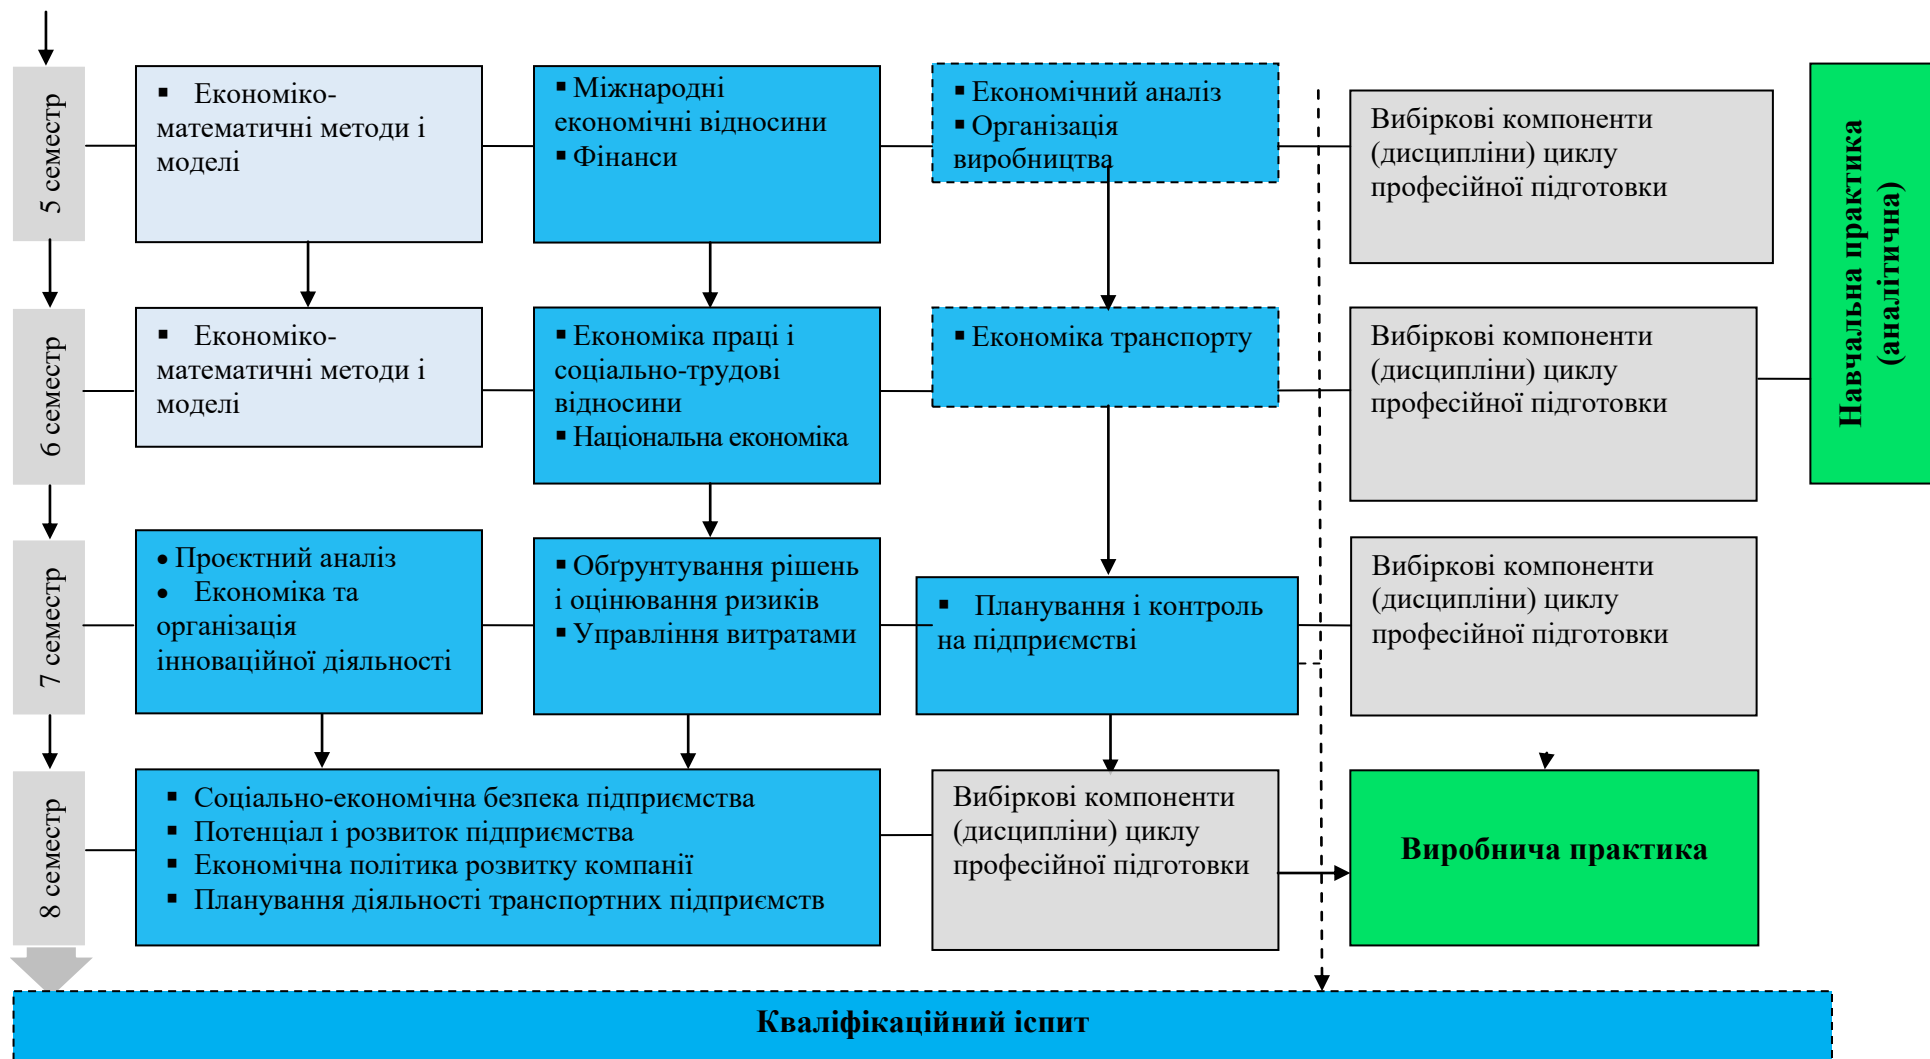 5 семестр
▪ Економіко-
математичні методи і
моделі
▪ Міжнародні
економічні відносини
▪ Фінанси
▪ Економічний аналіз
▪ Організація
виробництва
Вибіркові компоненти
(дисципліни) циклу
професійної підготовки
Навчальна практика
(аналітична)
6 семестр
▪ Економіко-
математичні методи і
моделі
▪ Економіка праці і
соціально-трудові
відносини
▪ Національна економіка
▪ Економіка транспорту
Вибіркові компоненти
(дисципліни) циклу
професійної підготовки
7 семестр
• Проєктний аналіз
• Економіка та
організація
інноваційної діяльності
▪ Обґрунтування рішень
і оцінювання ризиків
▪ Управління витратами
▪ Планування і контроль
на підприємстві
Вибіркові компоненти
(дисципліни) циклу
професійної підготовки
8 семестр
▪ Соціально-економічна безпека підприємства
▪ Потенціал і розвиток підприємства
▪ Економічна політика розвитку компанії
▪ Планування діяльності транспортних підприємств
Вибіркові компоненти
(дисципліни) циклу
професійної підготовки
Виробнича практика
Кваліфікаційний іспит